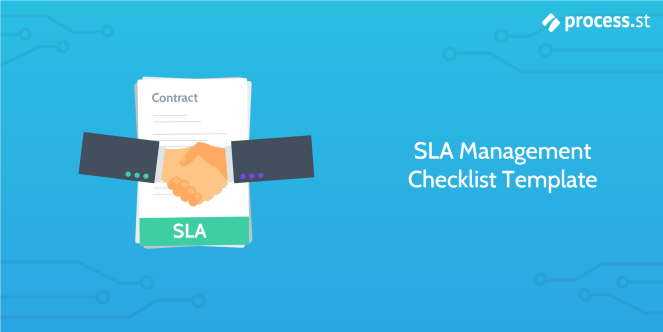 process.st
Contract
SLA
SLA Management
Checklist Template